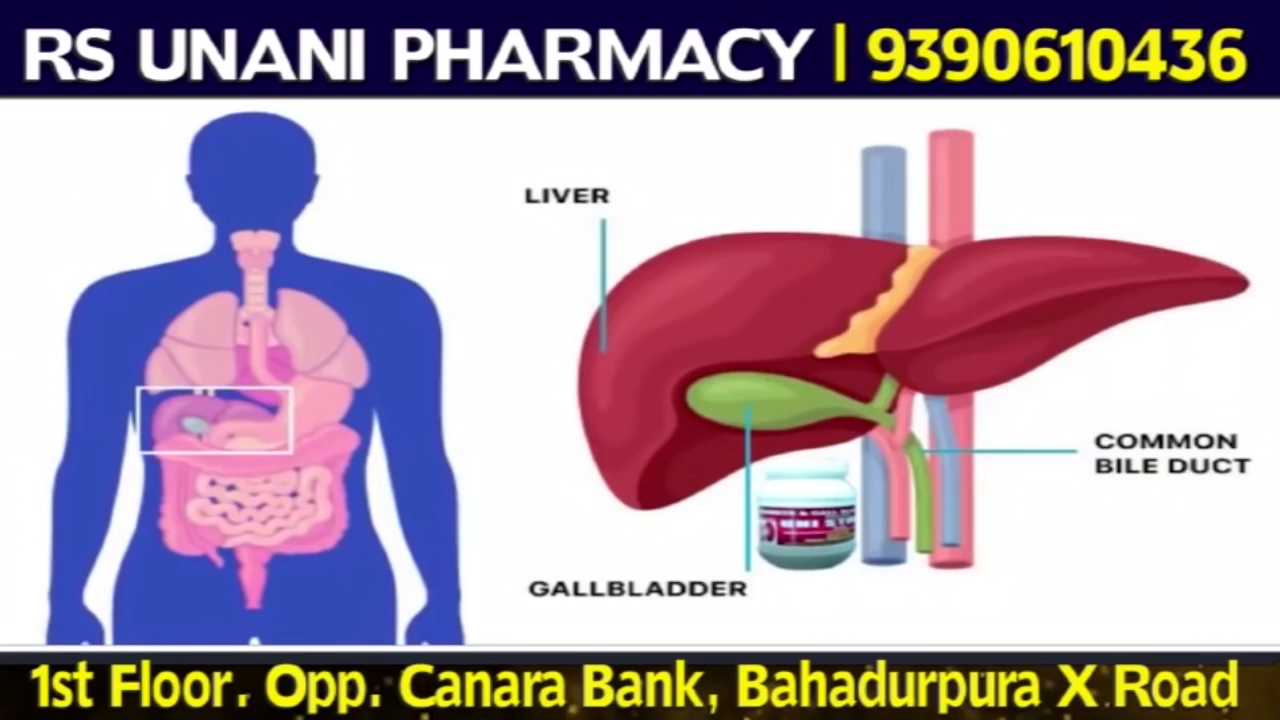 RS UNANI PHARMACY | 9390610436
LIVER
COMMON
BILE DUCT
GALLBLADDER
1st Floor. Opp. Canara Bank, Bahadurpura X Road